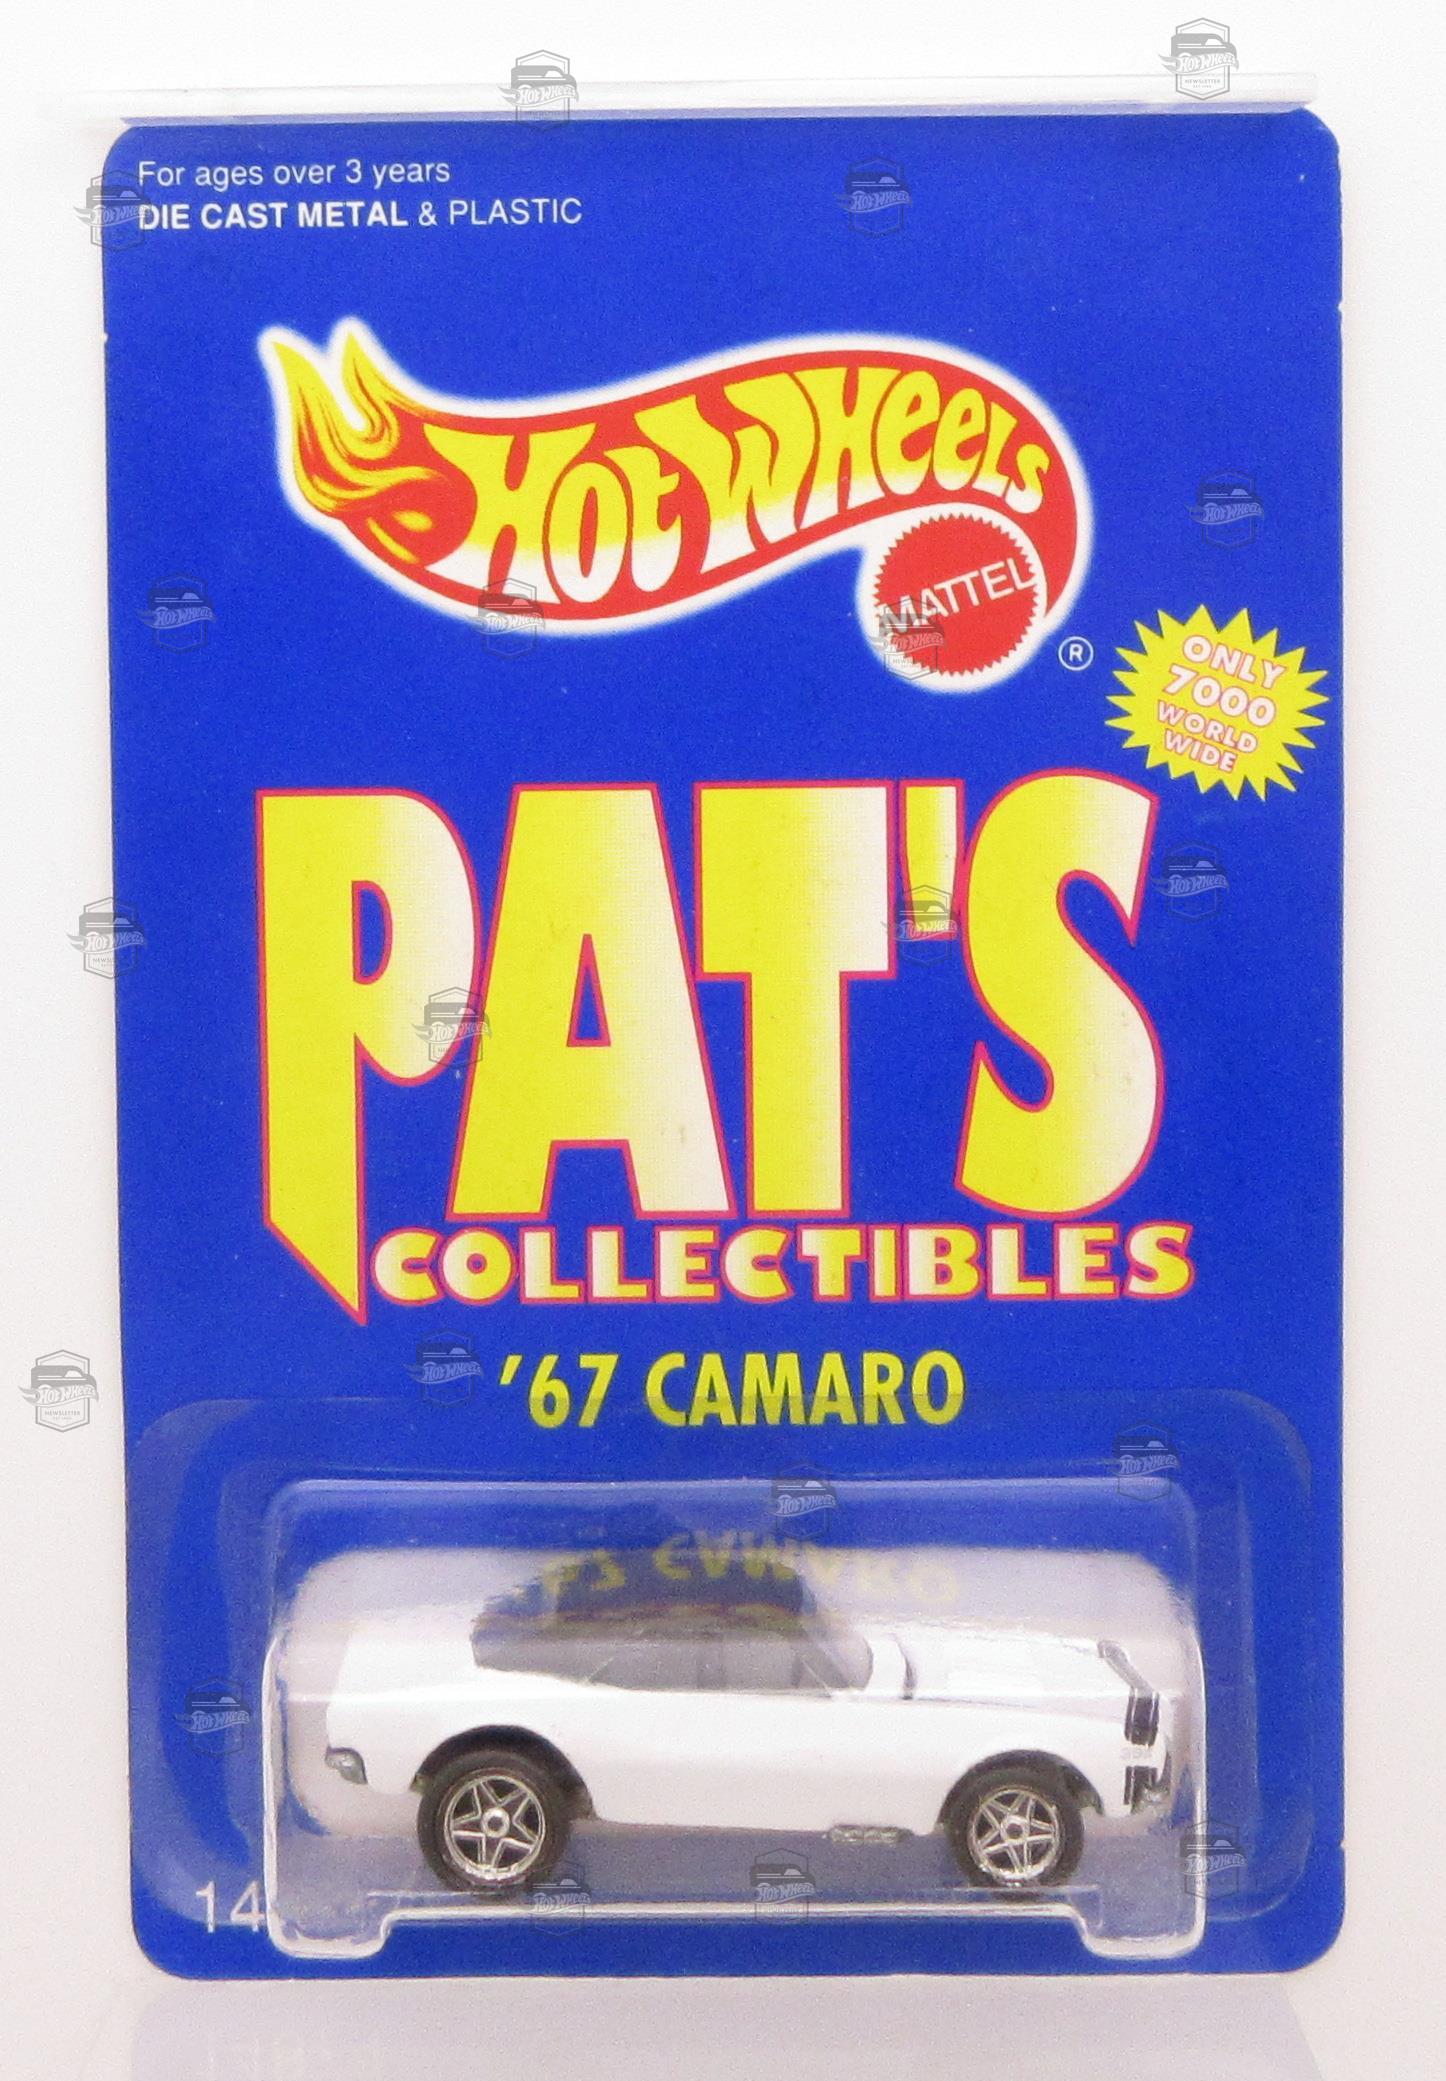 For ages over 3 years
DIE CAST METAL & PLASTIC
HOT WHEELS
MATTEL
®
ONLY
7000
WORLD
WIDE
PAT'S
COLLECTIBLES
'67 CAMARO
14